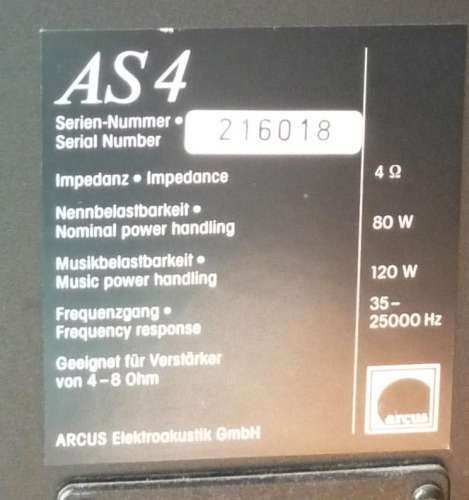 AS 4
Serien-Nummer •
Serial Number
216018
Impedanz • Impedance
4 Ω
Nennbelastbarkeit •
Nominal power handling
80 W
Musikbelastbarkeit •
Music power handling
120 W
Frequenzgang •
Frequency response
35–
25000 Hz
Geeignet für Verstärker
von 4–8 Ohm
arcus
ARCUS Elektroakustik GmbH